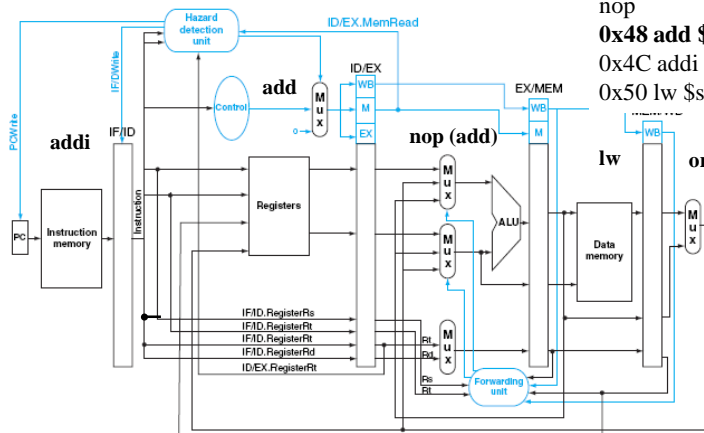 nop
0x48 add $
0x4C addi
0x50 lw $s
Hazard
detection
unit
ID/EX.MemRead
ID/EX
IF/DWrite
PCWrite
add
Control
0
M
u
x
WB
M
EX
EX/MEM
WB
M
WB
addi
IF/ID
nop (add)
lw
PC
Instruction
memory
Instruction
Registers
M
u
x
M
u
x
ALU
Data
memory
M
u
x
IF/ID.RegisterRs
IF/ID.RegisterRt
IF/ID.RegisterRt
IF/ID.RegisterRd
ID/EX.RegisterRt
Rt
Rd
M
u
x
Rs
Rt
Forwarding
unit